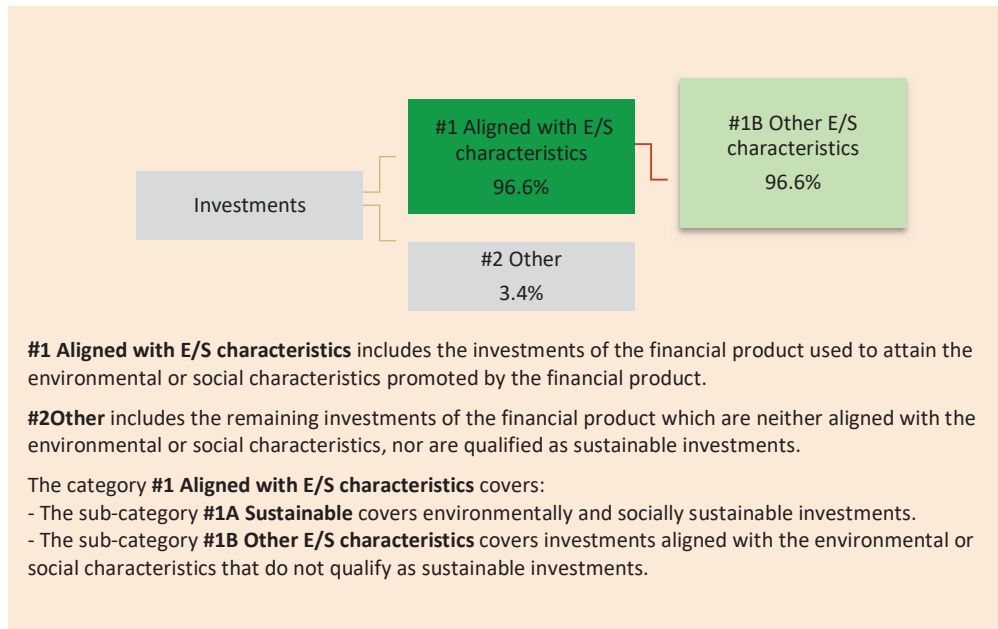 #1 Aligned with E/S
characteristics
96.6%
#1B Other E/S
characteristics
96.6%
Investments
#2 Other
3.4%
#1 Aligned with E/S characteristics includes the investments of the financial product used to attain the
environmental or social characteristics promoted by the financial product.
#2Other includes the remaining investments of the financial product which are neither aligned with the
environmental or social characteristics, nor are qualified as sustainable investments.
The category #1 Aligned with E/S characteristics covers:
- The sub-category #1A Sustainable covers environmentally and socially sustainable investments.
- The sub-category #1B Other E/S characteristics covers investments aligned with the environmental or
social characteristics that do not qualify as sustainable investments.